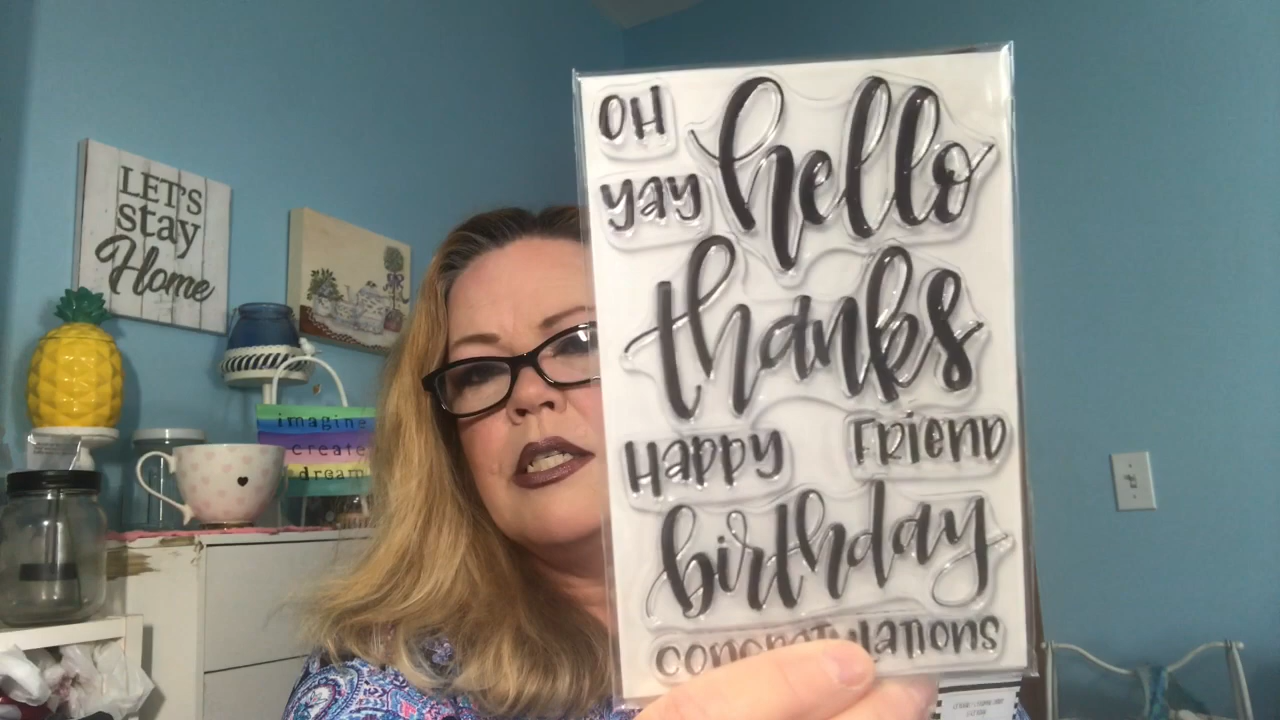 LET'S
stay
Home
imagine
create
dream
OH
hello
yay
thanks
Happy
Friend
birthday
congratulations